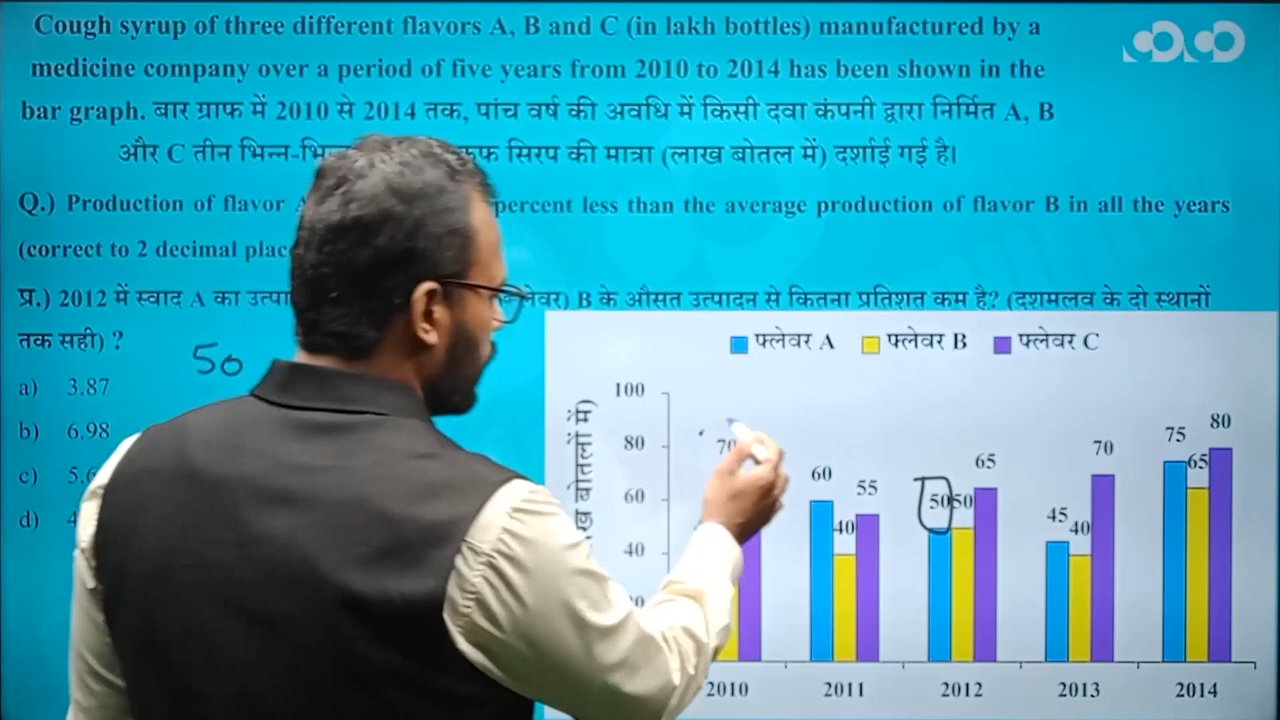 Cough syrup of three different flavors A, B and C (in lakh bottles) manufactured by a
medicine company over a period of five years from 2010 to 2014 has been shown in the
bar graph. बार ग्राफ में 2010 से 2014 तक, पांच वर्ष की अवधि में किसी दवा कंपनी द्वारा निर्मित A, B
और C तीन सिरप की मात्रा (लाख बोतल में) दर्शाई गई है।
Q.) Production of flavor percent less than the average production of flavor B in all the years
(correct to 2 decimal
प्र.) 2012 में स्वाद A का B के औसत उत्पादन से कितना प्रतिशत कम है? (दशमलव के दो स्थानों
तक सही) ?
50
a) 3.87
b) 6.98
c)
d)
फ्लेवर A फ्लेवर B फ्लेवर C
बोतलों में)
100
80
60
40
70
60 40 55
50 50 65
45 40 70
75 65 80
2010 2011 2012 2013 2014